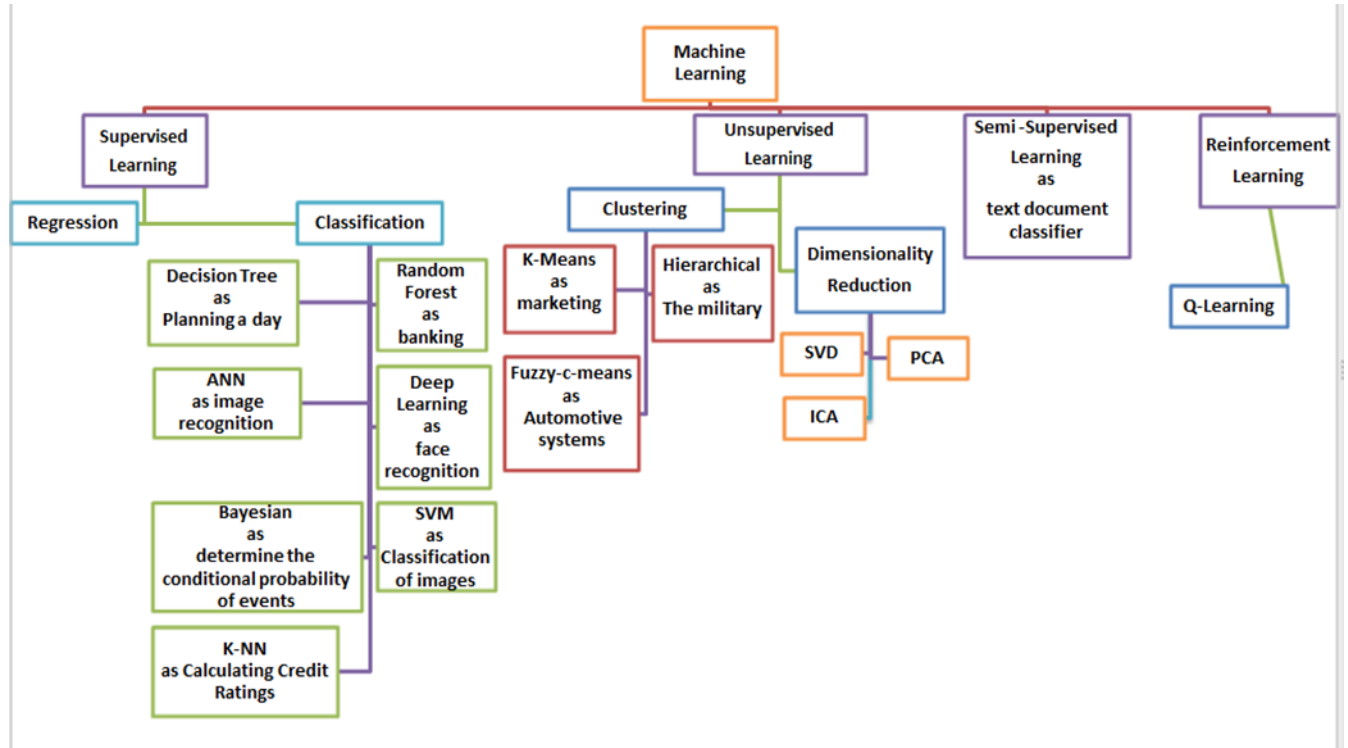 Machine
Learning
Supervised
Learning
Unsupervised
Learning
Semi -Supervised
Learning
as
text document
classifier
Reinforcement
Learning
Regression
Classification
Clustering
Dimensionality
Reduction
Q-Learning
Decision Tree
as
Planning a day
Random
Forest
as
banking
ANN
as image
recognition
Deep
Learning
as
face
recognition
Bayesian
as
determine the
conditional probability
of events
SVM
as
Classification
of images
K-NN
as Calculating Credit
Ratings
K-Means
as
marketing
Hierarchical
as
The military
Fuzzy-c-means
as
Automotive
systems
SVD
PCA
ICA